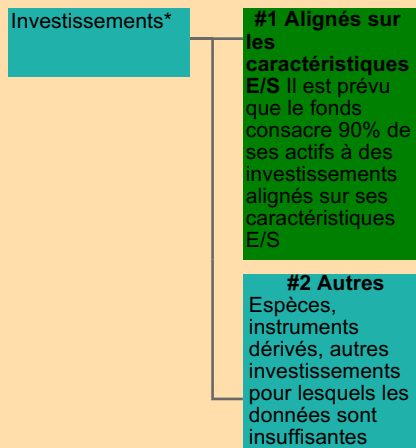 Investissements*
#1 Alignés sur
les
caractéristiques
E/S Il est prévu
que le fonds
consacre 90% de
ses actifs à des
investissements
alignés sur ses
caractéristiques
E/S
#2 Autres
Espèces,
instruments
dérivés, autres
investissements
pour lesquels les
données sont
insuffisantes